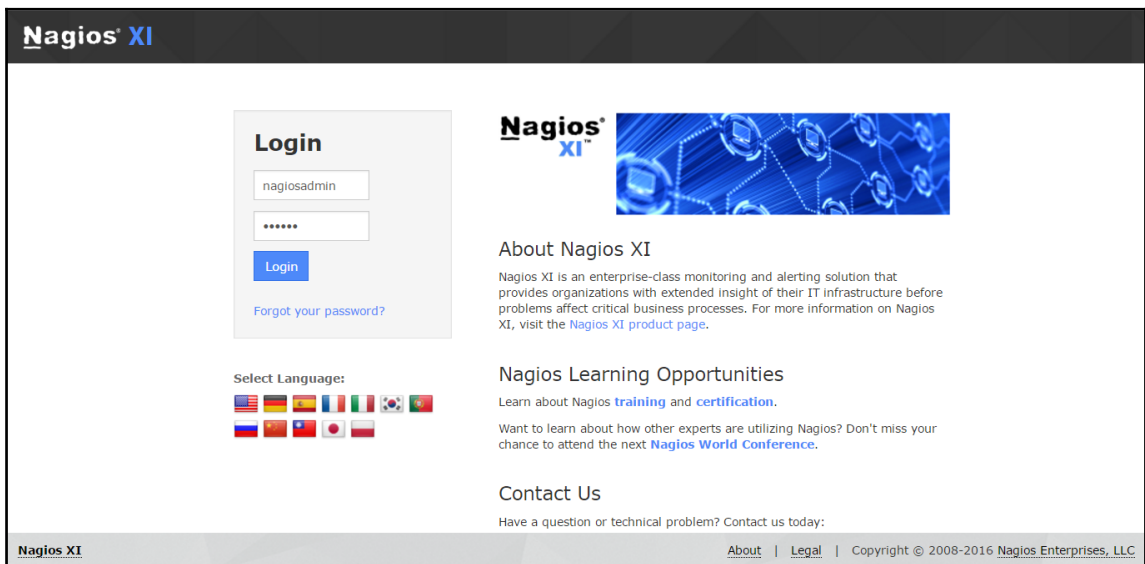 Nagios® XI
Login
nagiosadmin
••••••
Login
Forgot your password?
Select Language:
Nagios®
XI™
About Nagios XI
Nagios XI is an enterprise-class monitoring and alerting solution that
provides organizations with extended insight of their IT infrastructure before
problems affect critical business processes. For more information on Nagios
XI, visit the Nagios XI product page.
Nagios Learning Opportunities
Learn about Nagios training and certification.
Want to learn about how other experts are utilizing Nagios? Don't miss your
chance to attend the next Nagios World Conference.
Contact Us
Have a question or technical problem? Contact us today:
Nagios XI
About | Legal | Copyright © 2008-2016 Nagios Enterprises, LLC